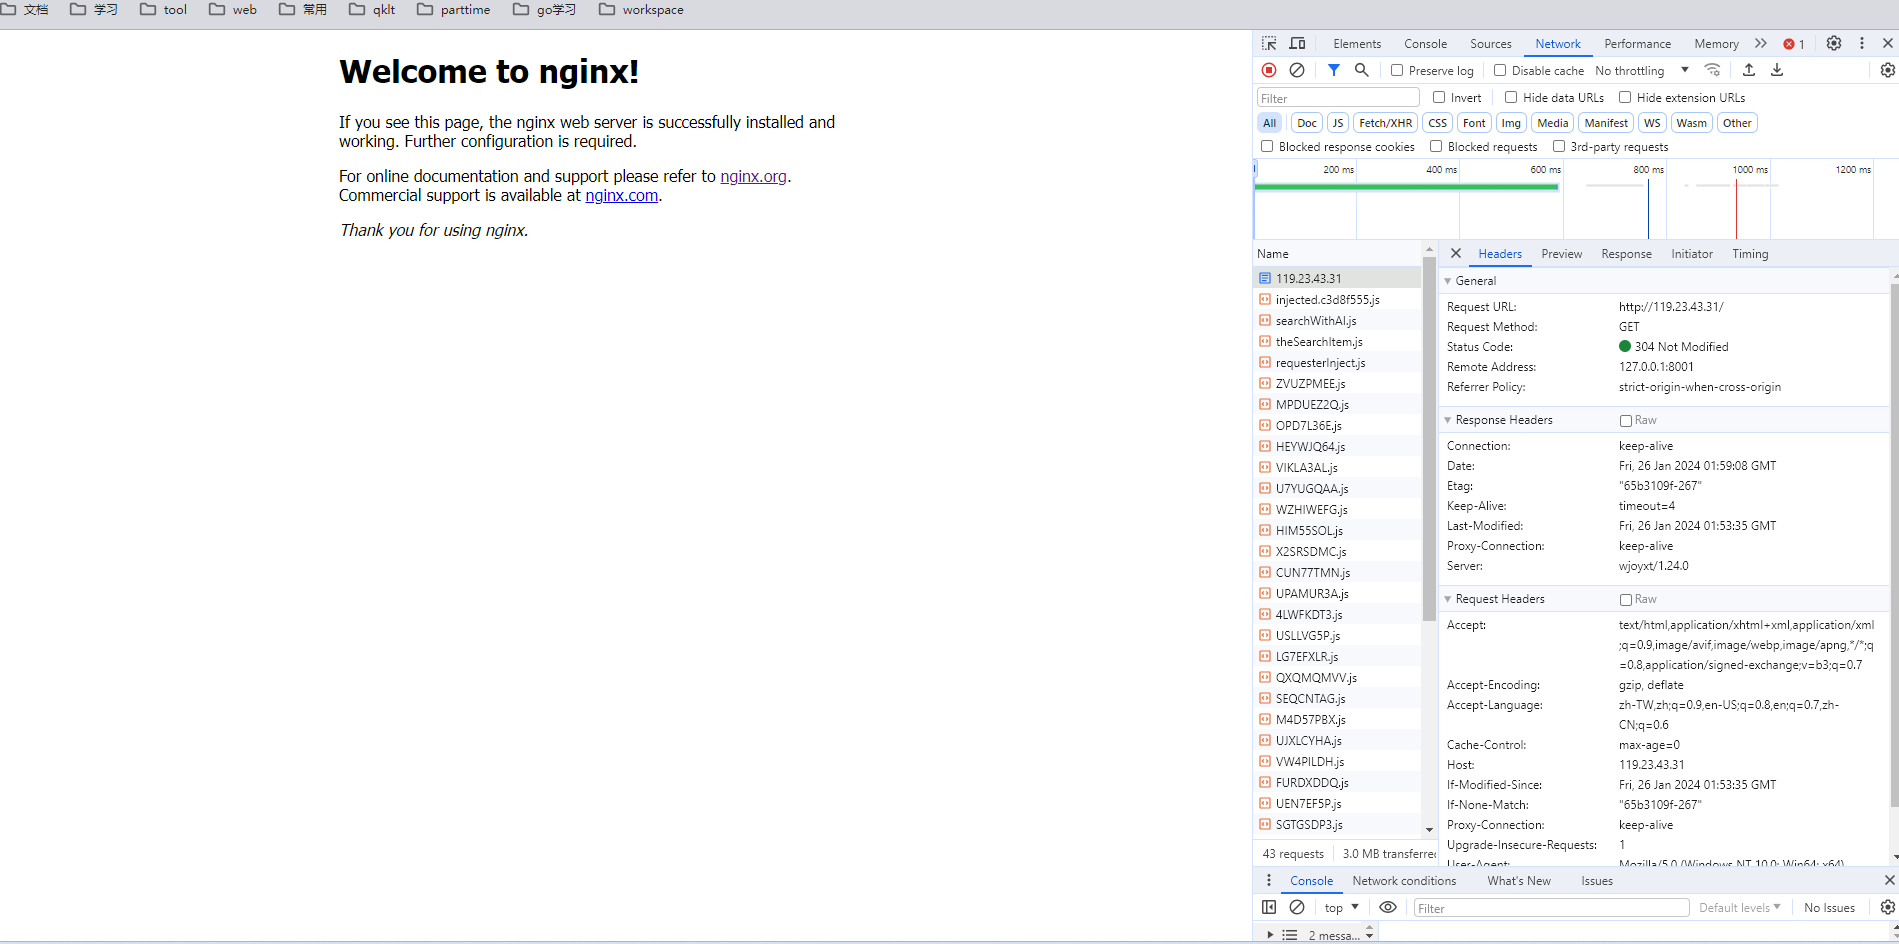 文档 学习 tool web 常用 qklt parttime go学习 workspace
Welcome to nginx!
If you see this page, the nginx web server is successfully installed and
working. Further configuration is required.
For online documentation and support please refer to nginx.org.
Commercial support is available at nginx.com.
Thank you for using nginx.
Elements Console Sources Network Performance Memory 1
Preserve log Disable cache No throttling
Filter Invert Hide data URLs Hide extension URLs
All Doc JS Fetch/XHR CSS Font Img Media Manifest WS Wasm Other
Blocked response cookies Blocked requests 3rd-party requests
200 ms 400 ms 600 ms 800 ms 1000 ms 1200 ms
Name
119.23.43.31
injected.c3d8f555.js
searchWithAI.js
theSearchItem.js
requesterInject.js
ZVUZPMEE.js
MPDUEZ2Q.js
OPD7L36E.js
HEYWJQ64.js
VIKLA3AL.js
U7YUGQAA.js
WZHIWEFG.js
HIM55SOL.js
X2SRSDMC.js
CUN77TMN.js
UPAMUR3A.js
4LWFKDT3.js
USLLVG5P.js
LG7EFXLR.js
QXQMQMVV.js
SEQCNTAG.js
M4D57PBX.js
UJXLCYHA.js
VW4PILDH.js
FURDXDDQ.js
UEN7EF5P.js
SGTGSDP3.js
43 requests 3.0 MB transferrec
Headers Preview Response Initiator Timing
General
Request URL: http://119.23.43.31/
Request Method: GET
Status Code: 304 Not Modified
Remote Address: 127.0.0.1:8001
Referrer Policy: strict-origin-when-cross-origin
Response Headers Raw
Connection: keep-alive
Date: Fri, 26 Jan 2024 01:59:08 GMT
Etag: "65b3109f-267"
Keep-Alive: timeout=4
Last-Modified: Fri, 26 Jan 2024 01:53:35 GMT
Proxy-Connection: keep-alive
Server: wjoyxt/1.24.0
Request Headers Raw
Accept: text/html,application/xhtml+xml,application/xml
;q=0.9,image/avif,image/webp,image/apng,*/*;q
=0.8,application/signed-exchange;v=b3;q=0.7
Accept-Encoding: gzip, deflate
Accept-Language: zh-TW,zh;q=0.9,en-US;q=0.8,en;q=0.7,zh-
CN;q=0.6
Cache-Control: max-age=0
Host: 119.23.43.31
If-Modified-Since: Fri, 26 Jan 2024 01:53:35 GMT
If-None-Match: "65b3109f-267"
Proxy-Connection: keep-alive
Upgrade-Insecure-Requests: 1
User-Agent: Mozilla/5.0 (Windows NT 10.0; Win64; x64)
Console Network conditions What's New Issues
top Filter Default levels No Issues
2 messa...